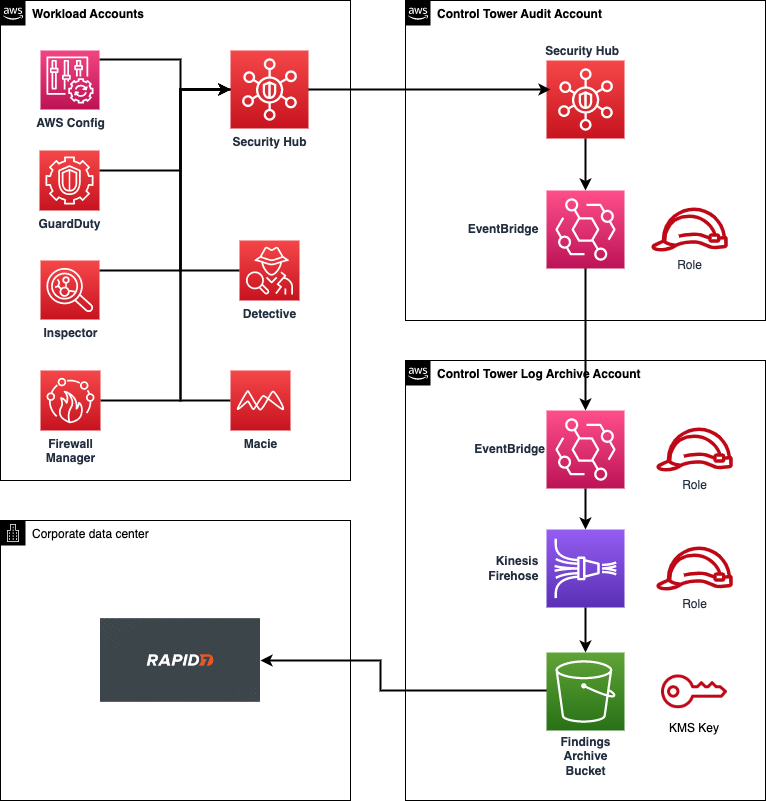 aws
Workload Accounts
AWS Config
GuardDuty
Inspector
Firewall
Manager
Security Hub
Detective
Macie
aws
Control Tower Audit Account
Security Hub
EventBridge
Role
aws
Control Tower Log Archive Account
EventBridge
Role
Kinesis
Firehose
Role
Findings
Archive
Bucket
KMS Key
Corporate data center
RAPID7